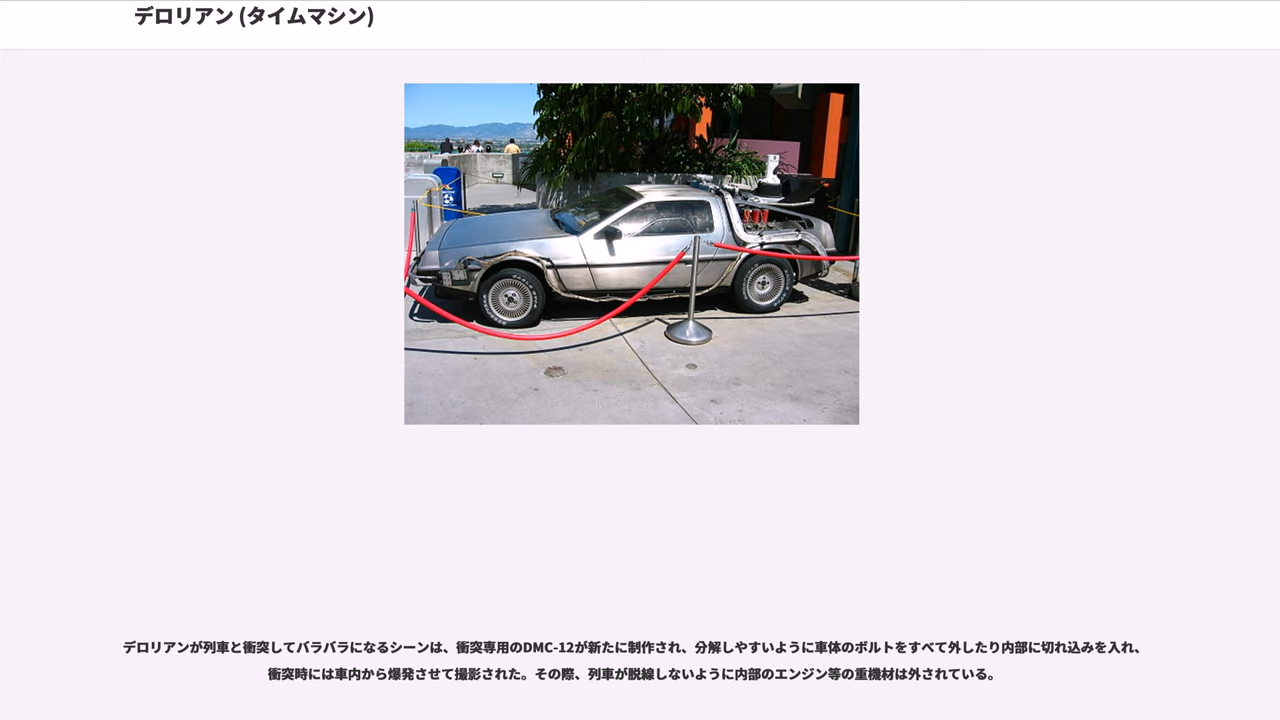 デロリアン (タイムマシン)
デロリアンが列車と衝突してバラバラになるシーンは、衝突専用のDMC-12が新たに制作され、分解しやすいように車体のボルトをすべて外したり内部に切れ込みを入れ、
衝突時には車内から爆発させて撮影された。その際、列車が脱線しないように内部のエンジン等の重機材は外されている。